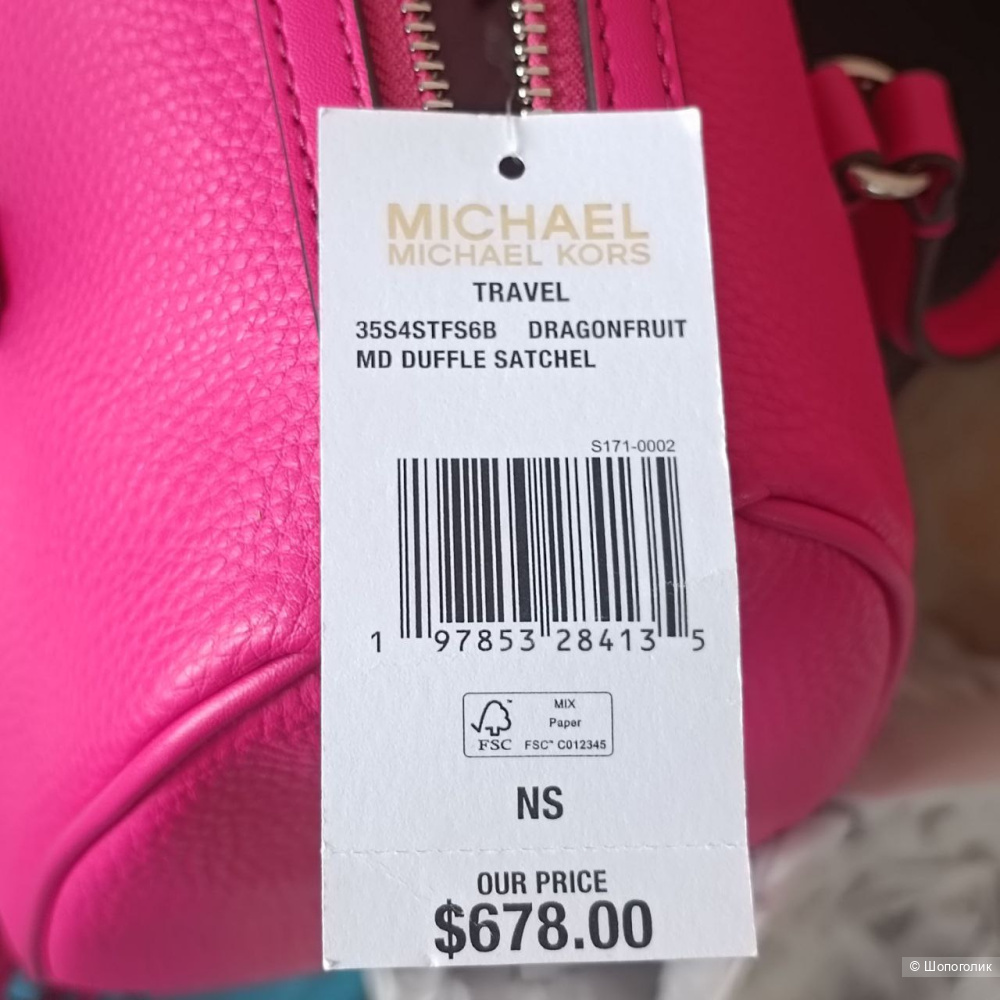 MICHAEL
MICHAEL KORS
TRAVEL
35S4STFS6B DRAGONFRUIT
MD DUFFLE SATCHEL
S171-0002
1 97853 28413 5
MIX
Paper
FSC™ C012345
FSC
NS
OUR PRICE
$678.00
© Шопоголик